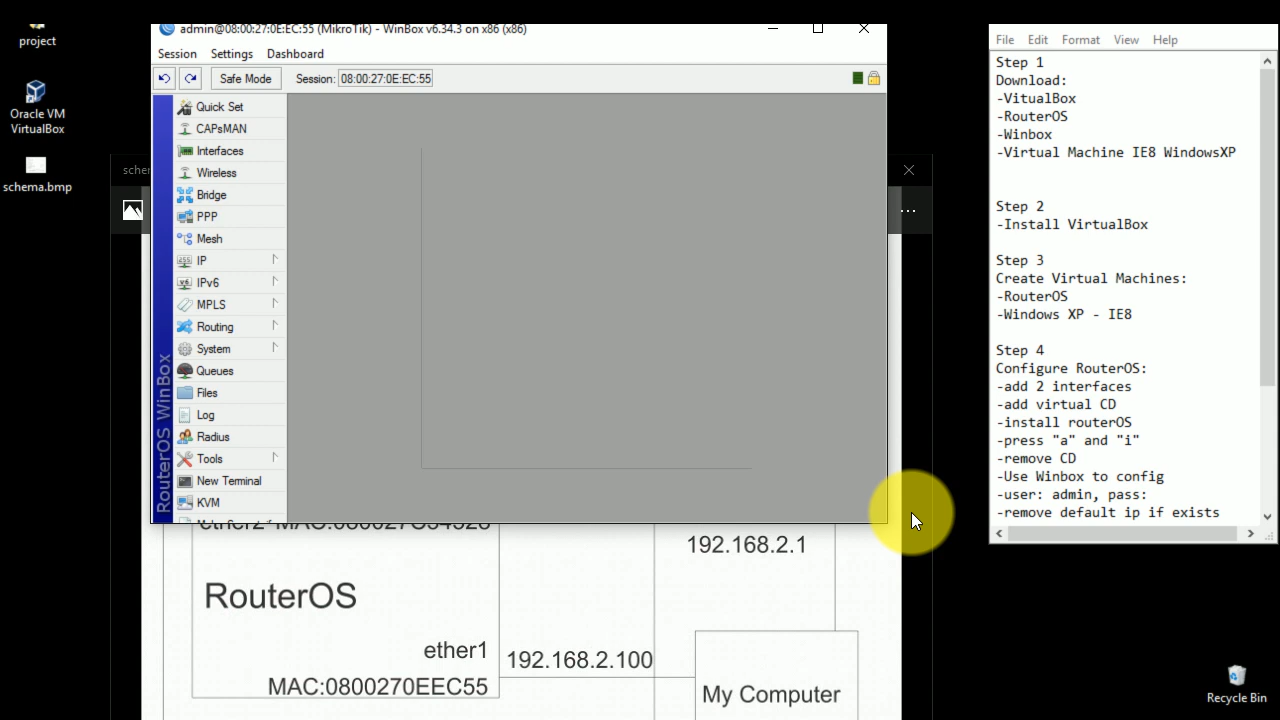 project
Oracle VM
VirtualBox
schema.bmp
admin@08:00:27:0E:EC:55 (MikroTik) - WinBox v6.34.3 on x86 (x86)
Session Settings Dashboard
Safe Mode Session: 08:00:27:0E:EC:55
Quick Set
CAPsMAN
Interfaces
Wireless
Bridge
PPP
Mesh
IP
IPv6
MPLS
Routing
System
Queues
Files
Log
Radius
Tools
New Terminal
KVM
RouterOS WinBox
192.168.2.1
RouterOS
ether1
192.168.2.100
MAC:0800270EEC55
My Computer
File Edit Format View Help
Step 1
Download:
-VitualBox
-RouterOS
-Winbox
-Virtual Machine IE8 WindowsXP
Step 2
-Install VirtualBox
Step 3
Create Virtual Machines:
-RouterOS
-Windows XP - IE8
Step 4
Configure RouterOS:
-add 2 interfaces
-add virtual CD
-install routerOS
-press "a" and "i"
-remove CD
-Use Winbox to config
-user: admin, pass:
-remove default ip if exists
Recycle Bin